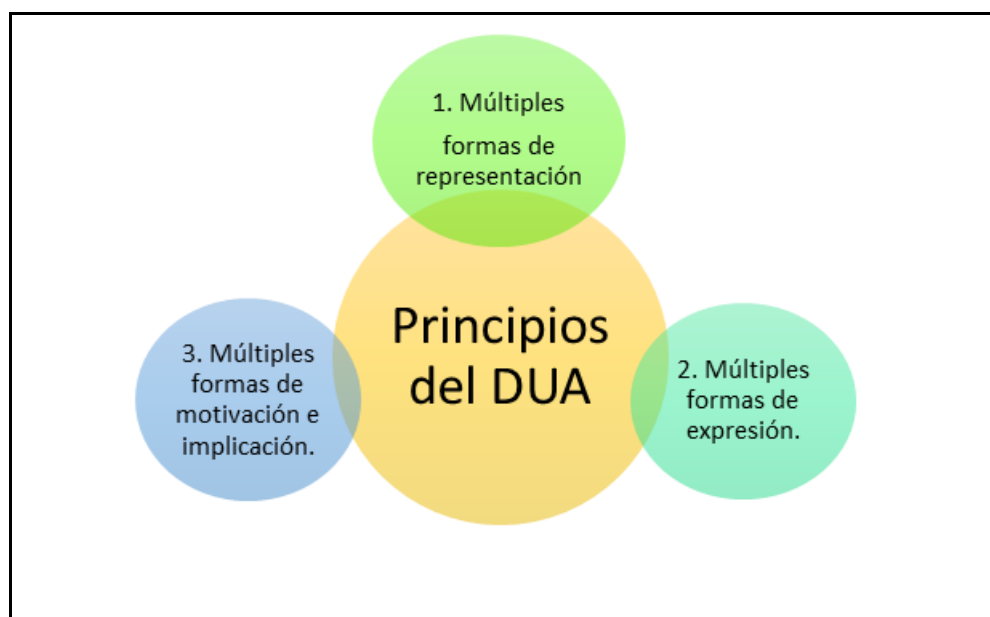 1. Múltiples
formas de
representación
Principios
del DUA
2. Múltiples
formas de
expresión.
3. Múltiples
formas de
motivación e
implicación.